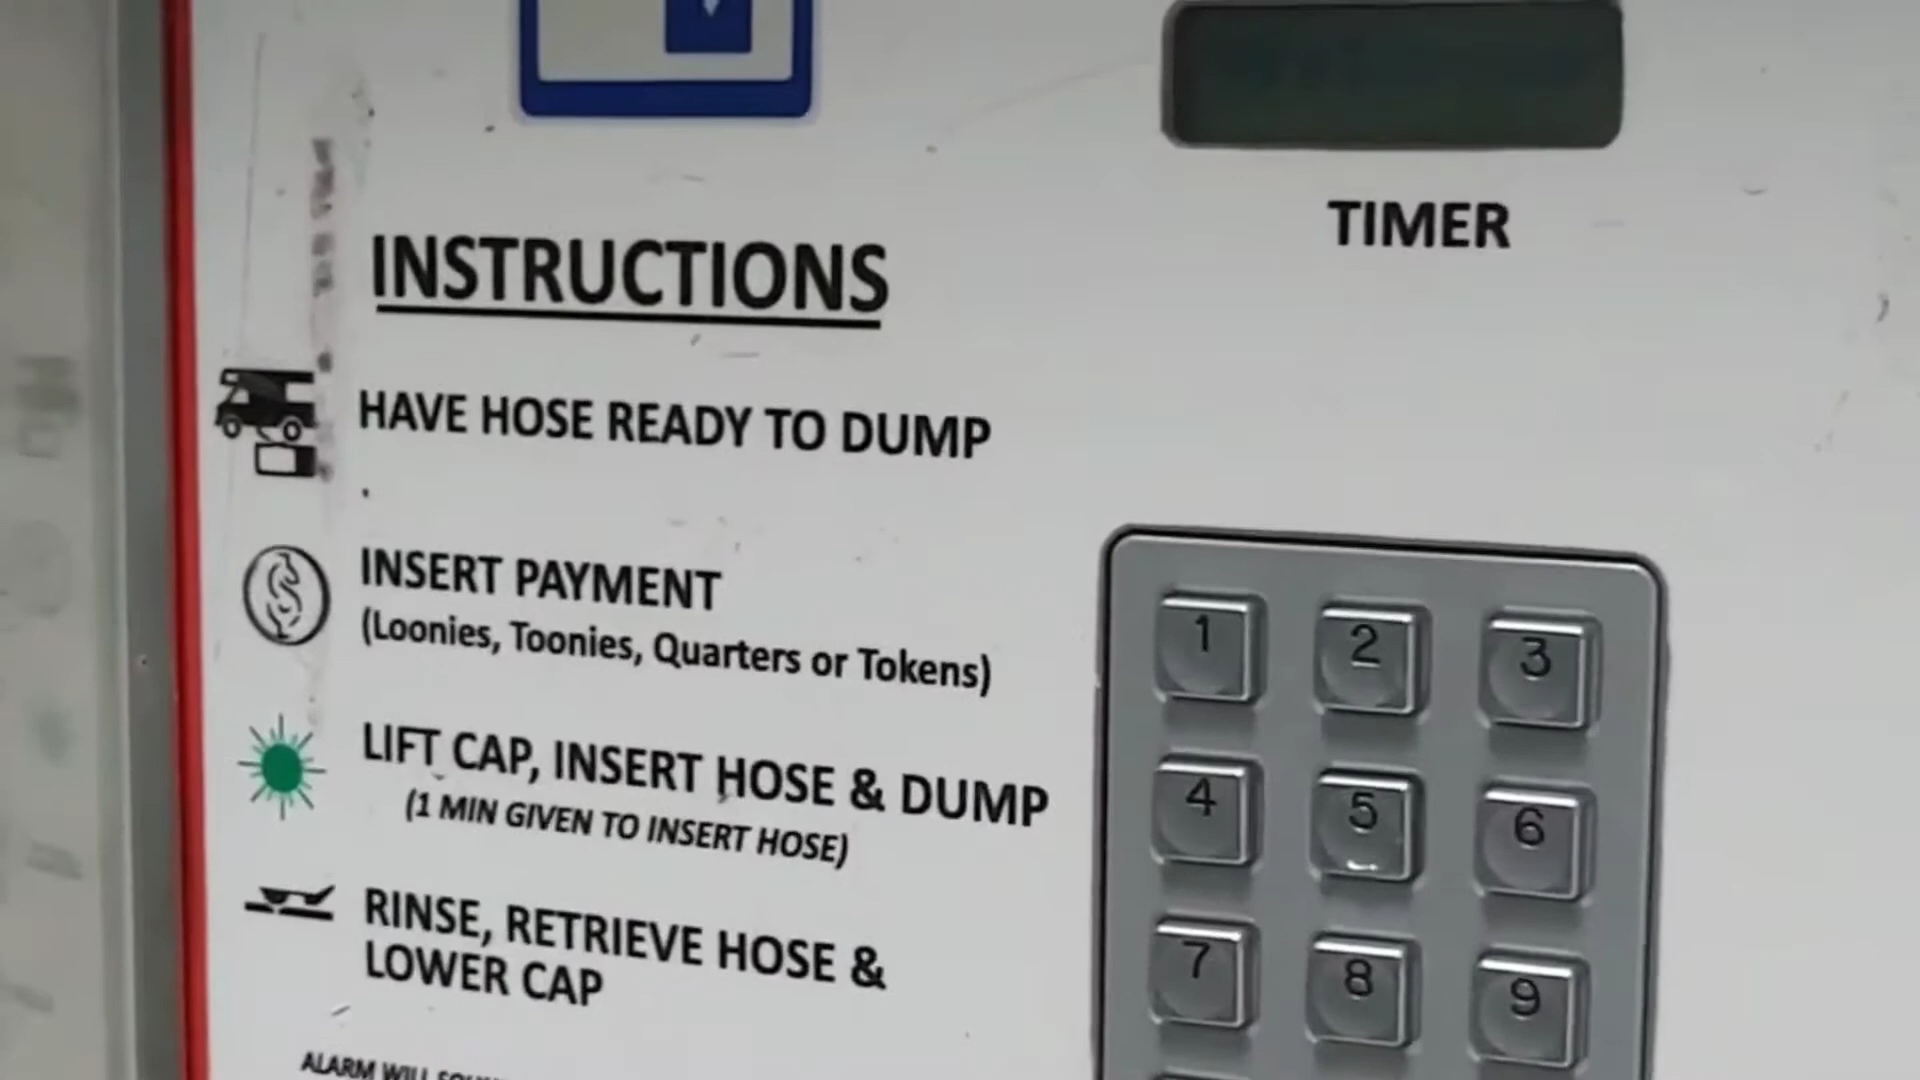 TIMER
INSTRUCTIONS
HAVE HOSE READY TO DUMP
INSERT PAYMENT
(Loonies, Toonies, Quarters or Tokens)
LIFT CAP, INSERT HOSE & DUMP
(1 MIN GIVEN TO INSERT HOSE)
RINSE, RETRIEVE HOSE &
LOWER CAP
ALARM WILL
1 2 3
4 5 6
7 8 9